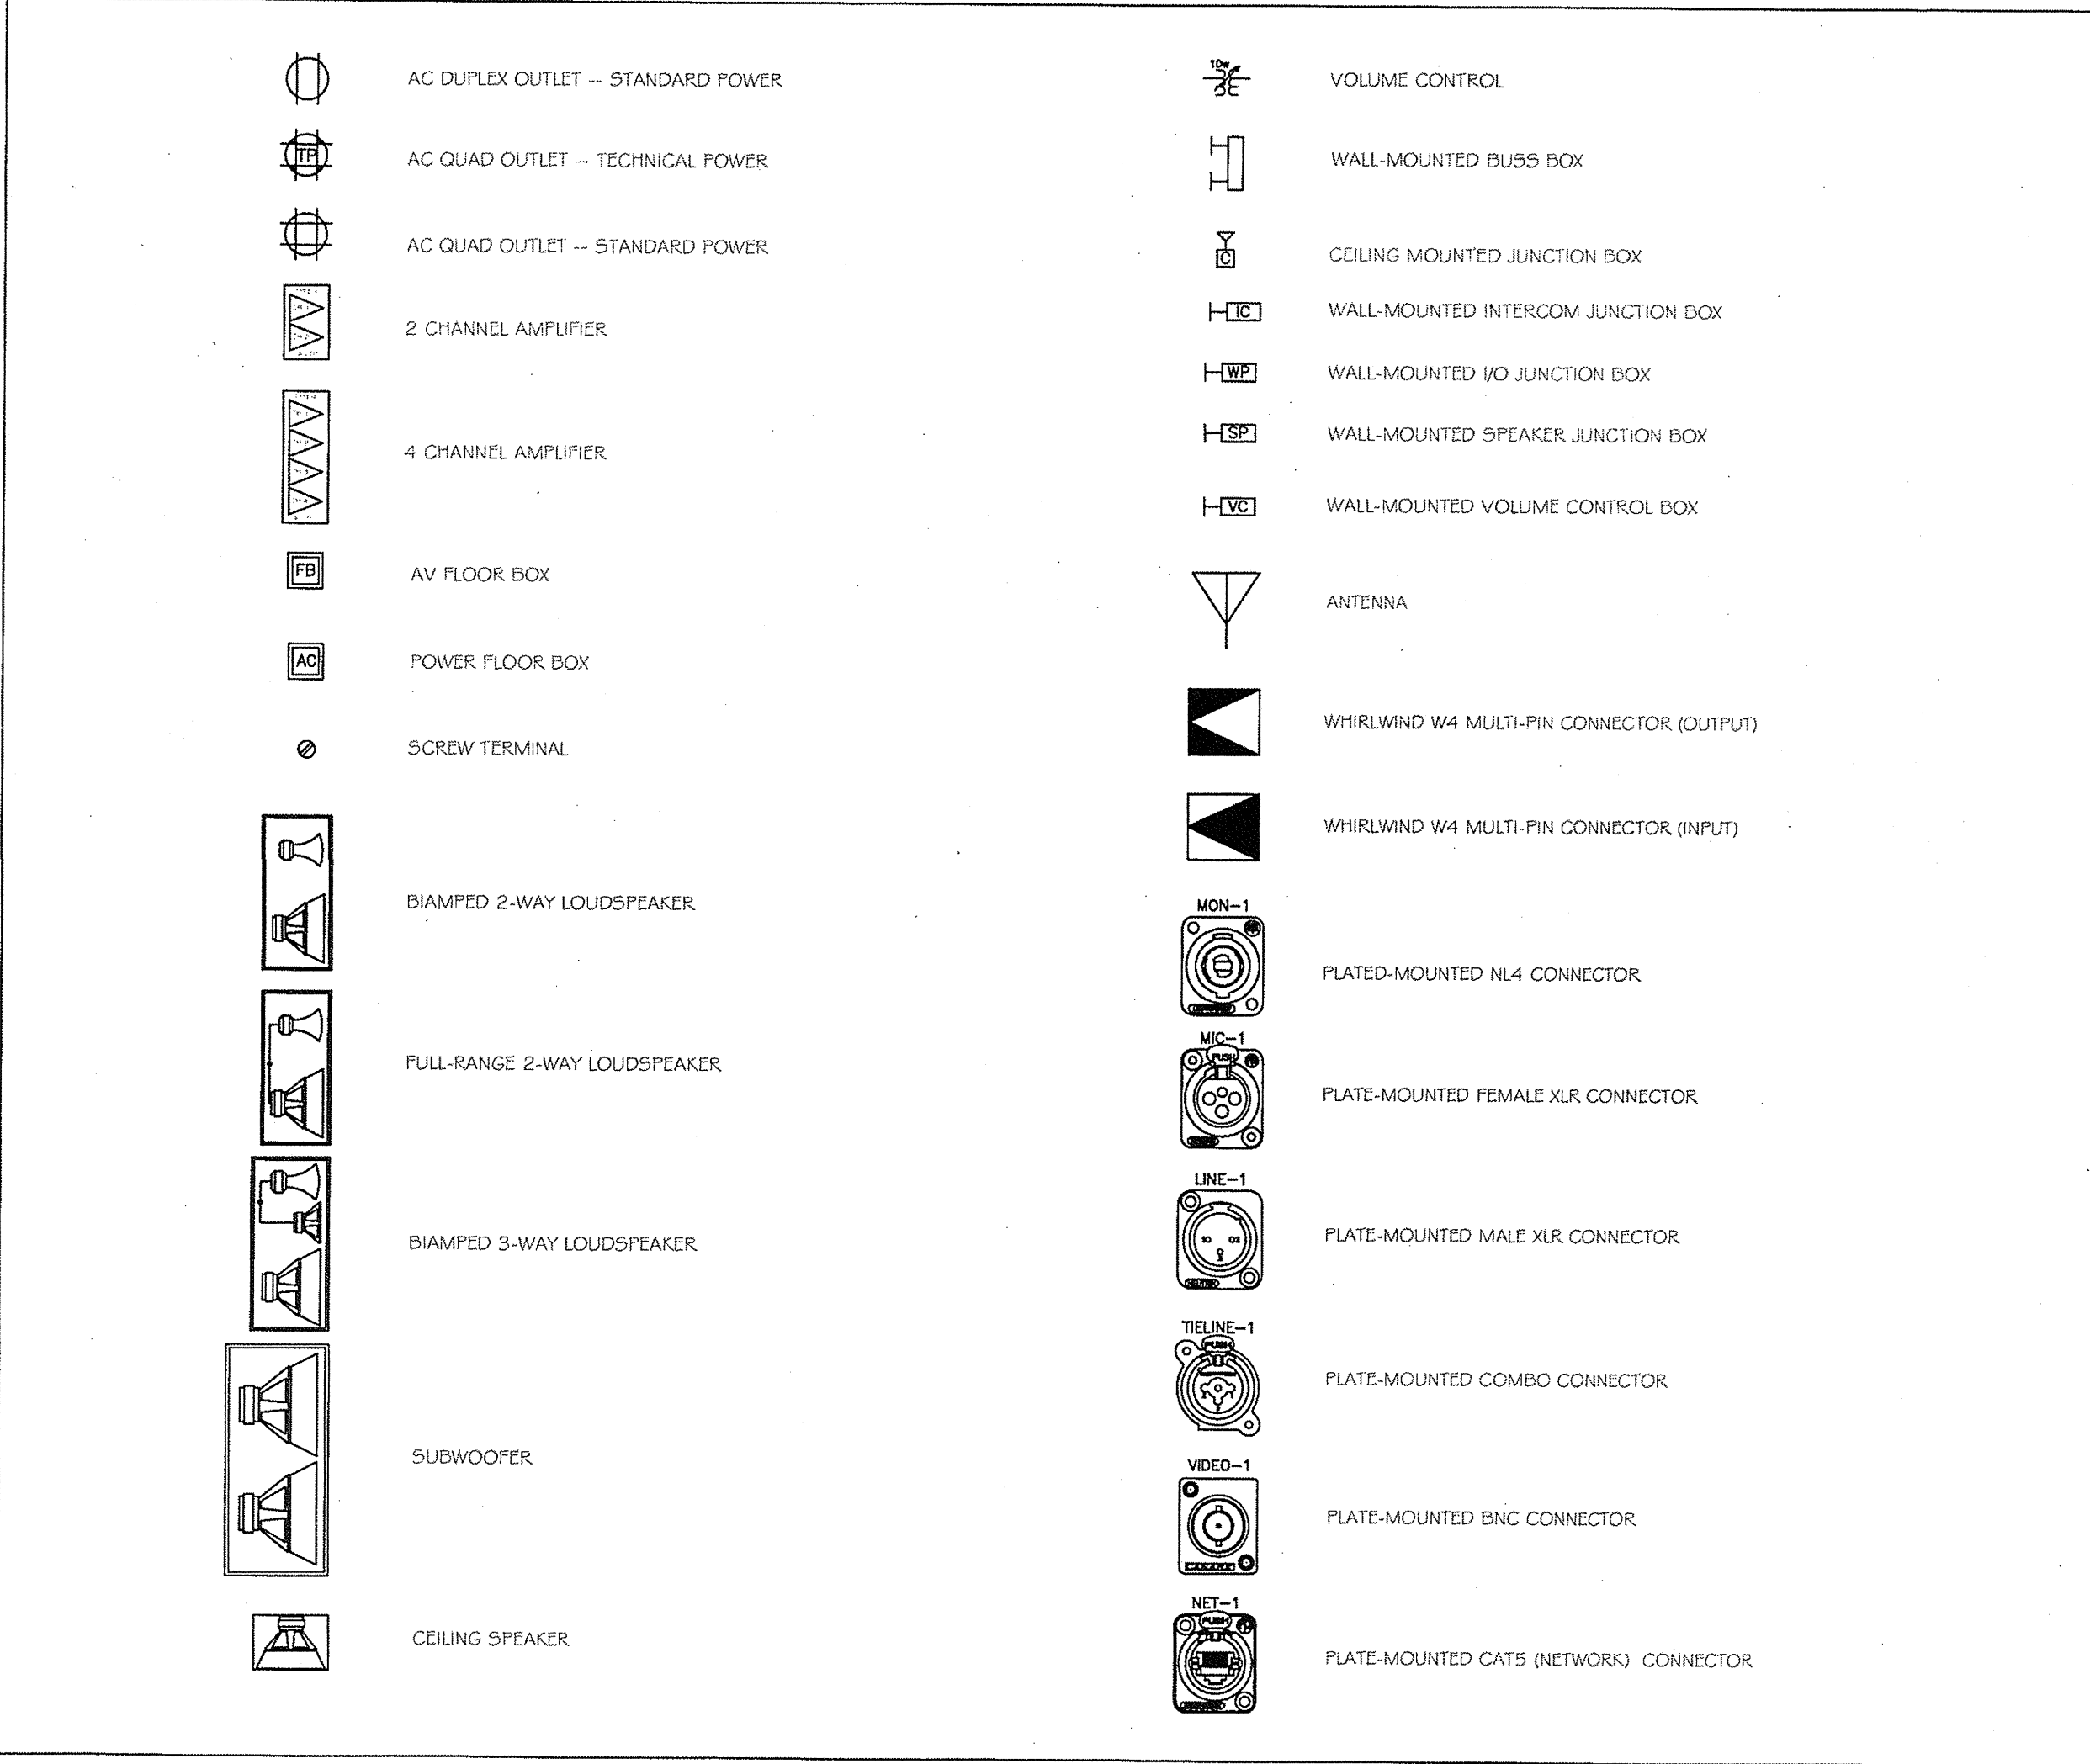 AC DUPLEX OUTLET -- STANDARD POWER
TP
AC QUAD OUTLET -- TECHNICAL POWER
AC QUAD OUTLET -- STANDARD POWER
2 CHANNEL AMPLIFIER
4 CHANNEL AMPLIFIER
FB
AV FLOOR BOX
AC
POWER FLOOR BOX
SCREW TERMINAL
BIAMPED 2-WAY LOUDSPEAKER
FULL-RANGE 2-WAY LOUDSPEAKER
BIAMPED 3-WAY LOUDSPEAKER
SUBWOOFER
CEILING SPEAKER
10w
VOLUME CONTROL
WALL-MOUNTED BUSS BOX
C
CEILING MOUNTED JUNCTION BOX
IC
WALL-MOUNTED INTERCOM JUNCTION BOX
WP
WALL-MOUNTED I/O JUNCTION BOX
SP
WALL-MOUNTED SPEAKER JUNCTION BOX
VC
WALL-MOUNTED VOLUME CONTROL BOX
ANTENNA
WHIRLWIND W4 MULTI-PIN CONNECTOR (OUTPUT)
WHIRLWIND W4 MULTI-PIN CONNECTOR (INPUT)
MON-1
PLATED-MOUNTED NL4 CONNECTOR
MIC-1
PUSH
PLATE-MOUNTED FEMALE XLR CONNECTOR
LINE-1
PLATE-MOUNTED MALE XLR CONNECTOR
TIELINE-1
PUSH
PLATE-MOUNTED COMBO CONNECTOR
VIDEO-1
PLATE-MOUNTED BNC CONNECTOR
NET-1
PUSH
PLATE-MOUNTED CAT5 (NETWORK) CONNECTOR